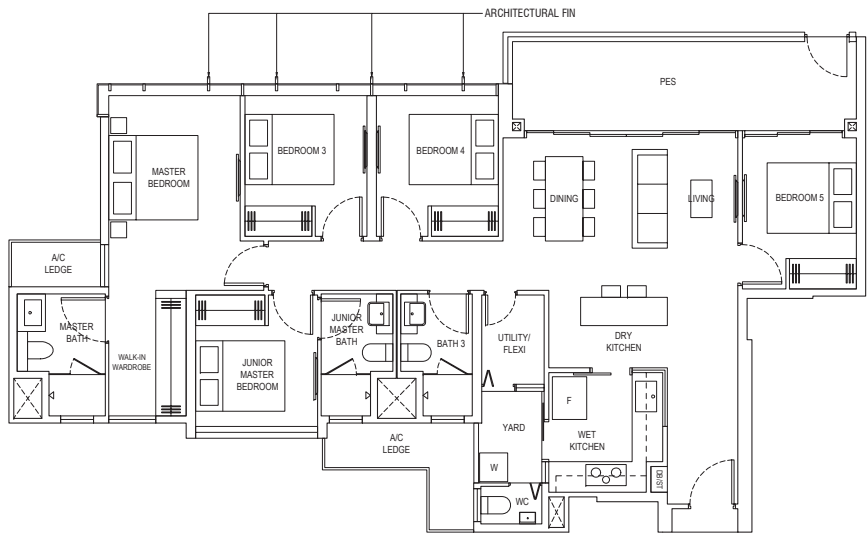 ARCHITECTURAL FIN
PES
MASTER
BEDROOM
BEDROOM 3
BEDROOM 4
DINING
LIVING
BEDROOM 5
A/C
LEDGE
MASTER
BATH
WALK-IN
WARDROBE
JUNIOR
MASTER
BEDROOM
JUNIOR
MASTER
BATH
BATH 3
UTILITY/
FLEXI
DRY
KITCHEN
F
WET
KITCHEN
YARD
W
A/C
LEDGE
WC
DB/ST